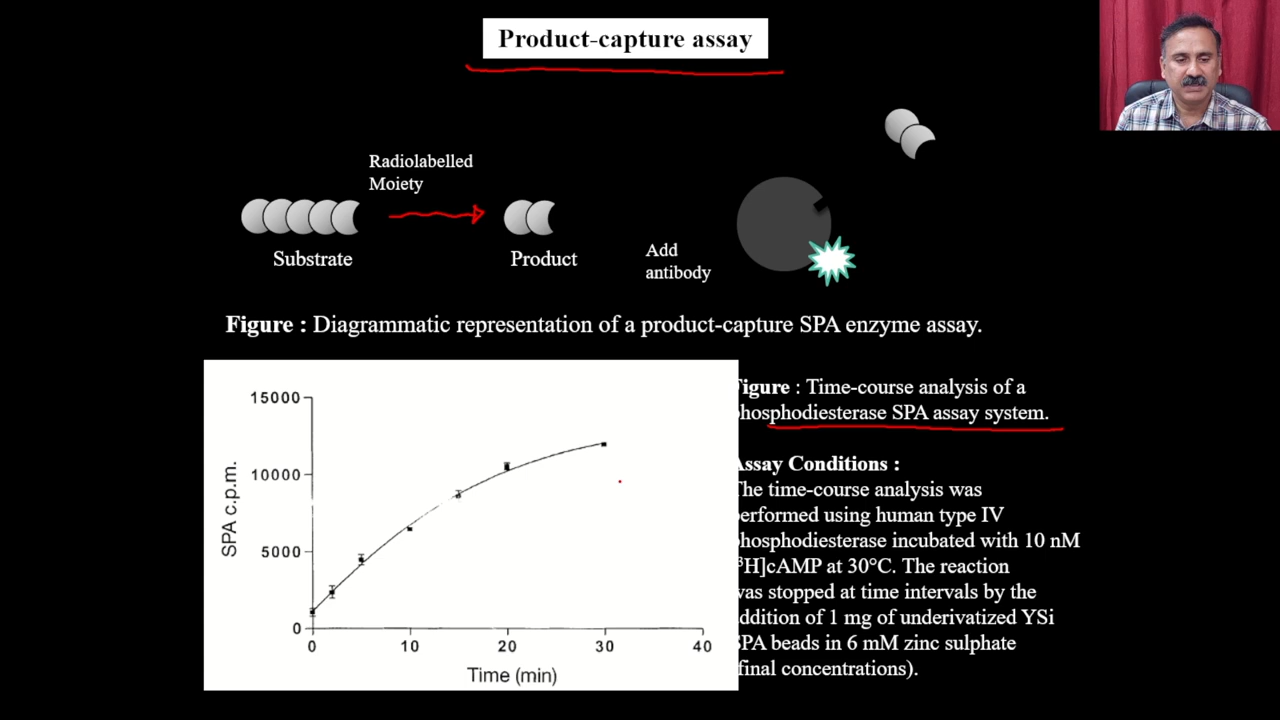 Product-capture assay
Radiolabelled
Moiety
Substrate
Product
Add
antibody
Figure : Diagrammatic representation of a product-capture SPA enzyme assay.
SPA c.p.m.
15000
10000
5000
0
0 10 20 30 40
Time (min)
igure : Time-course analysis of a
hosphodiesterase SPA assay system.
ssay Conditions :
he time-course analysis was
erformed using human type IV
hosphodiesterase incubated with 10 nM
³H]cAMP at 30°C. The reaction
was stopped at time intervals by the
ddition of 1 mg of underivatized YSi
SPA beads in 6 mM zinc sulphate
final concentrations).